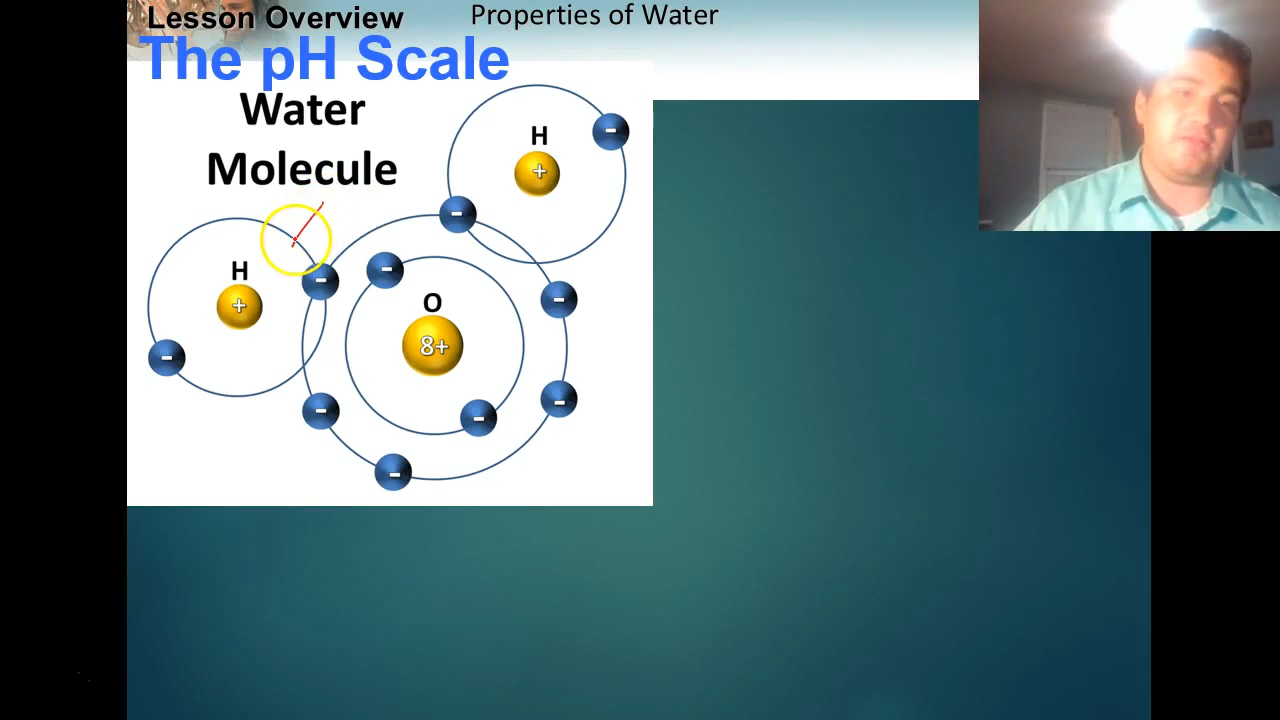 Lesson Overview
Properties of Water
The pH Scale
Water
Molecule
H
+
-
-
H
+
-
-
O
8+
-
-
-
-
-
-